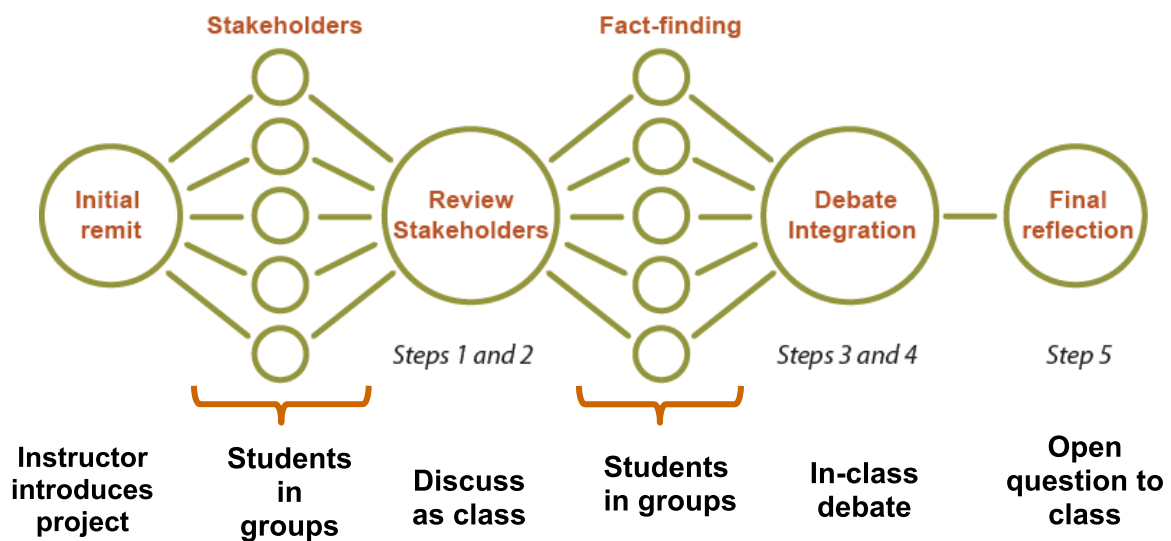 Stakeholders
Fact-finding
Initial
remit
Review
Stakeholders
Debate
Integration
Final
reflection
Steps 1 and 2
Steps 3 and 4
Step 5
Instructor
introduces
project
Students
in
groups
Discuss
as class
Students
in groups
In-class
debate
Open
question to
class